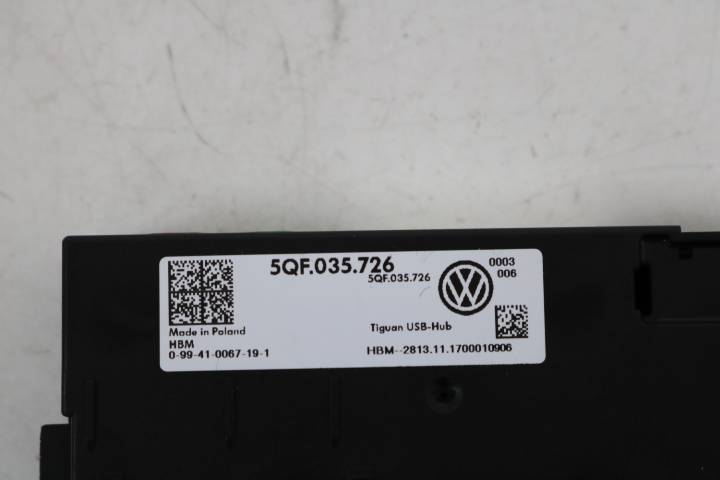 5QF.035.726
5QF.035.726
0003
006
Made in Poland
HBM
0-99-41-0067-19-1
Tiguan USB-Hub
HBM--2813.11.1700010906